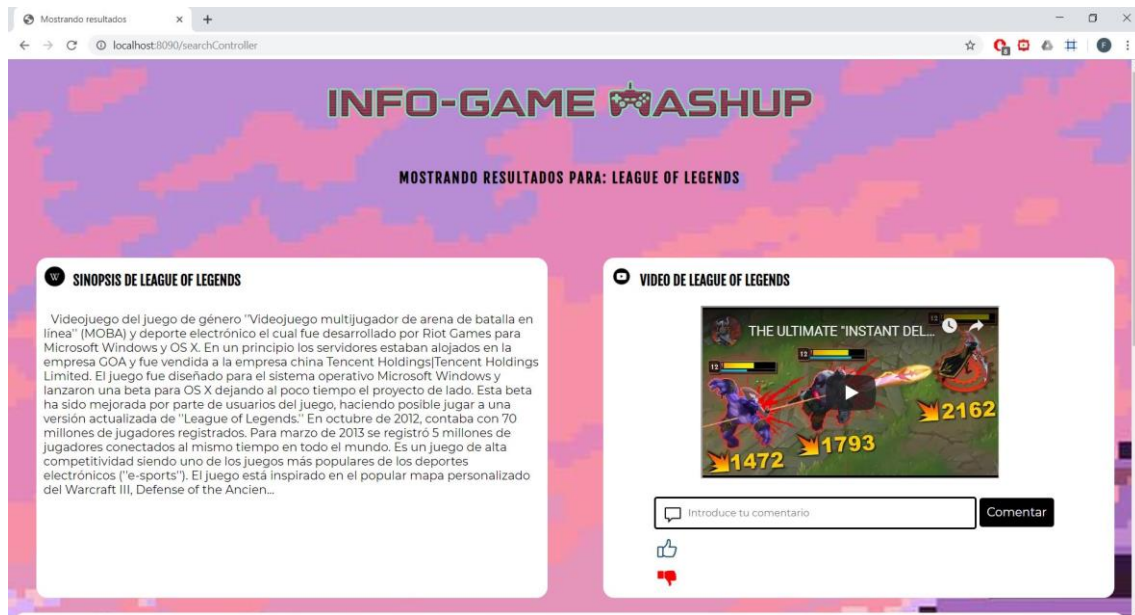 Mostrando resultados
localhost:8090/searchController
INFO-GAME MASHUP
MOSTRANDO RESULTADOS PARA: LEAGUE OF LEGENDS
W
SINOPSIS DE LEAGUE OF LEGENDS
Videojuego del juego de género "Videojuego multijugador de arena de batalla en
línea" (MOBA) y deporte electrónico el cual fue desarrollado por Riot Games para
Microsoft Windows y OS X. En un principio los servidores estaban alojados en la
empresa GOA y fue vendida a la empresa china Tencent Holdings|Tencent Holdings
Limited. El juego fue diseñado para el sistema operativo Microsoft Windows y
lanzaron una beta para OS X dejando al poco tiempo el proyecto de lado. Esta beta
ha sido mejorada por parte de usuarios del juego, haciendo posible jugar a una
versión actualizada de "League of Legends." En octubre de 2012, contaba con 70
millones de jugadores registrados. Para marzo de 2013 se registró 5 millones de
jugadores conectados al mismo tiempo en todo el mundo. Es un juego de alta
competitividad siendo uno de los juegos más populares de los deportes
electrónicos ("e-sports"). El juego está inspirado en el popular mapa personalizado
del Warcraft III, Defense of the Ancien...
VIDEO DE LEAGUE OF LEGENDS
THE ULTIMATE "INSTANT DEL...
12
12
12
2162
1793
1472
Introduce tu comentario
Comentar